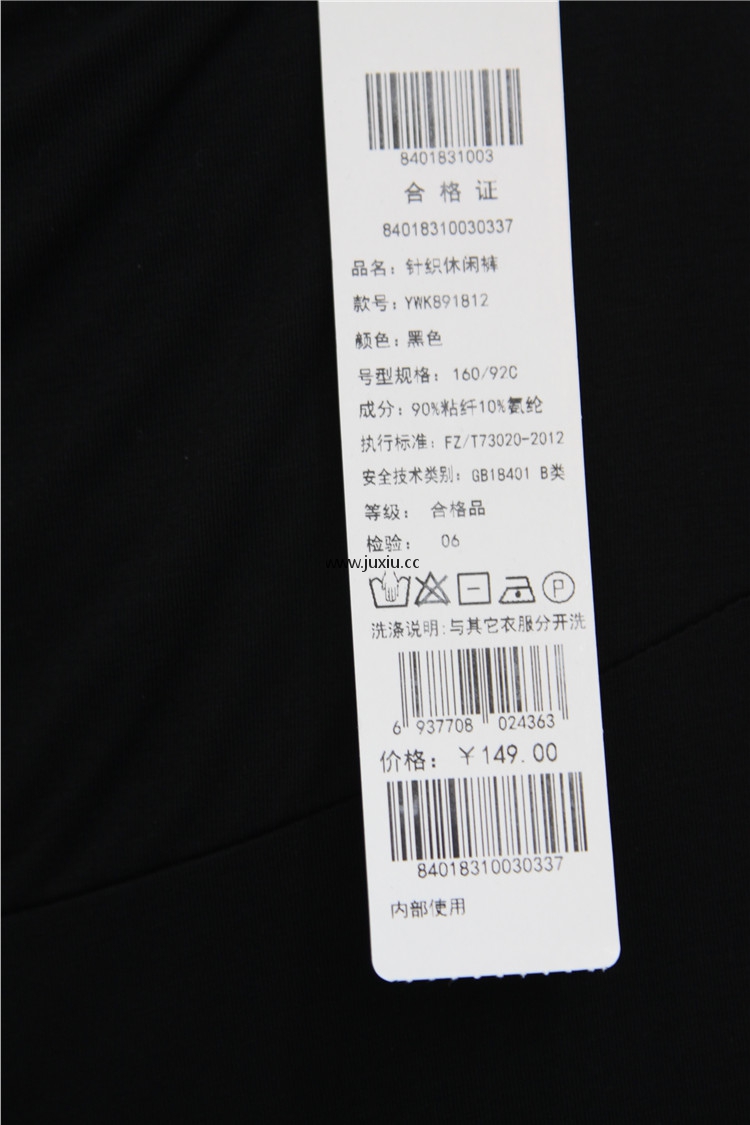 8401831003
合格证
84018310030337
品名：针织休闲裤
款号：YWK891812
颜色：黑色
号型规格：160/92C
成分：90%粘纤10%氨纶
执行标准：FZ/T73020-2012
安全技术类别：GB18401 B类
等级： 合格品
检验： 06
www.juxiu.cc
P
洗涤说明:与其它衣服分开洗
6 937708 024363
价格：￥149.00
84018310030337
内部使用